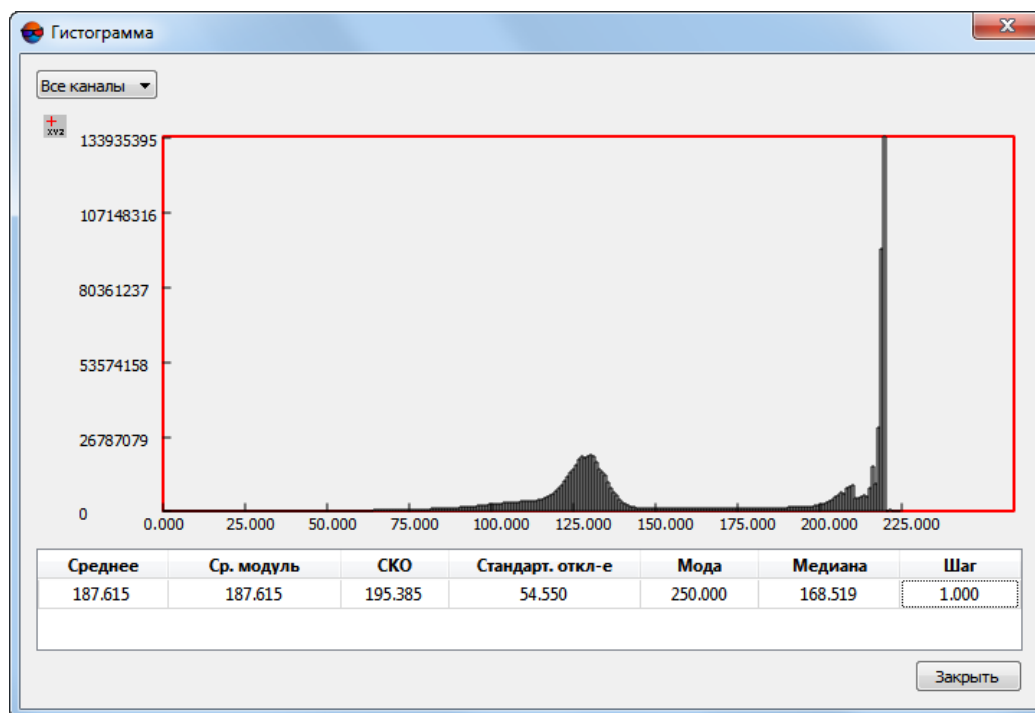 Гистограмма
Все каналы
XYZ
133935395
107148316
80361237
53574158
26787079
0
0.000 25.000 50.000 75.000 100.000 125.000 150.000 175.000 200.000 225.000
Среднее Ср. модуль СКО Стандарт. откл-е Мода Медиана Шаг
187.615 187.615 195.385 54.550 250.000 168.519 1.000
Закрыть